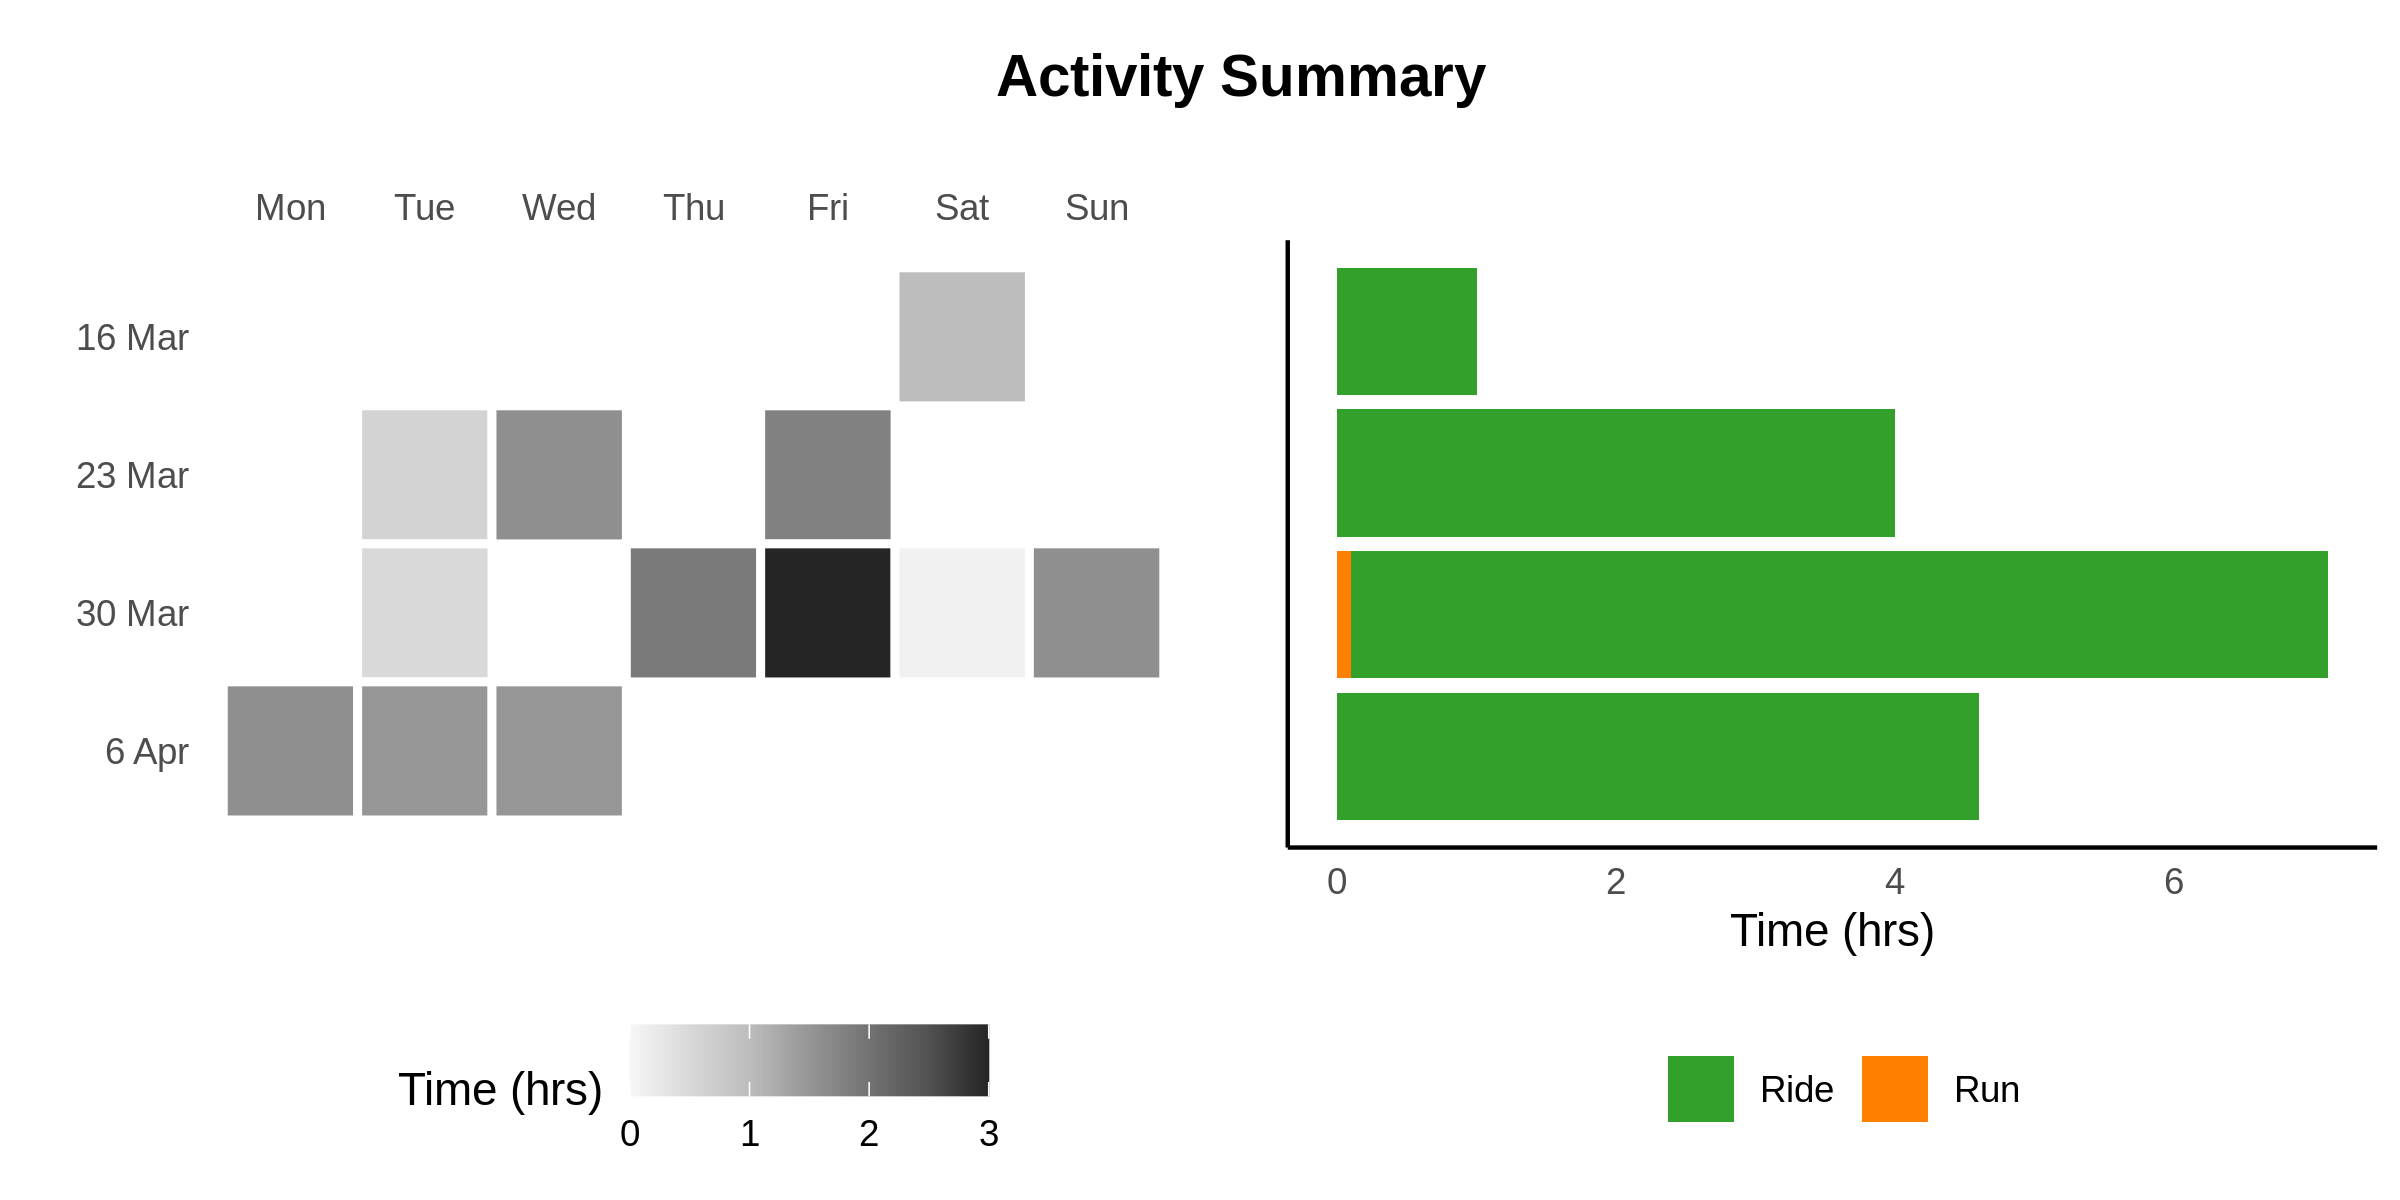 Activity Summary
Mon Tue Wed Thu Fri Sat Sun
16 Mar
23 Mar
30 Mar
6 Apr
0 2 4 6
Time (hrs)
Time (hrs)
0 1 2 3
Ride Run